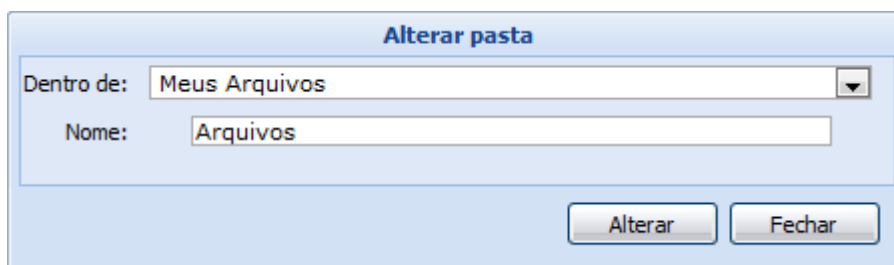 Alterar pasta
Dentro de: Meus Arquivos
Nome: Arquivos
Alterar Fechar